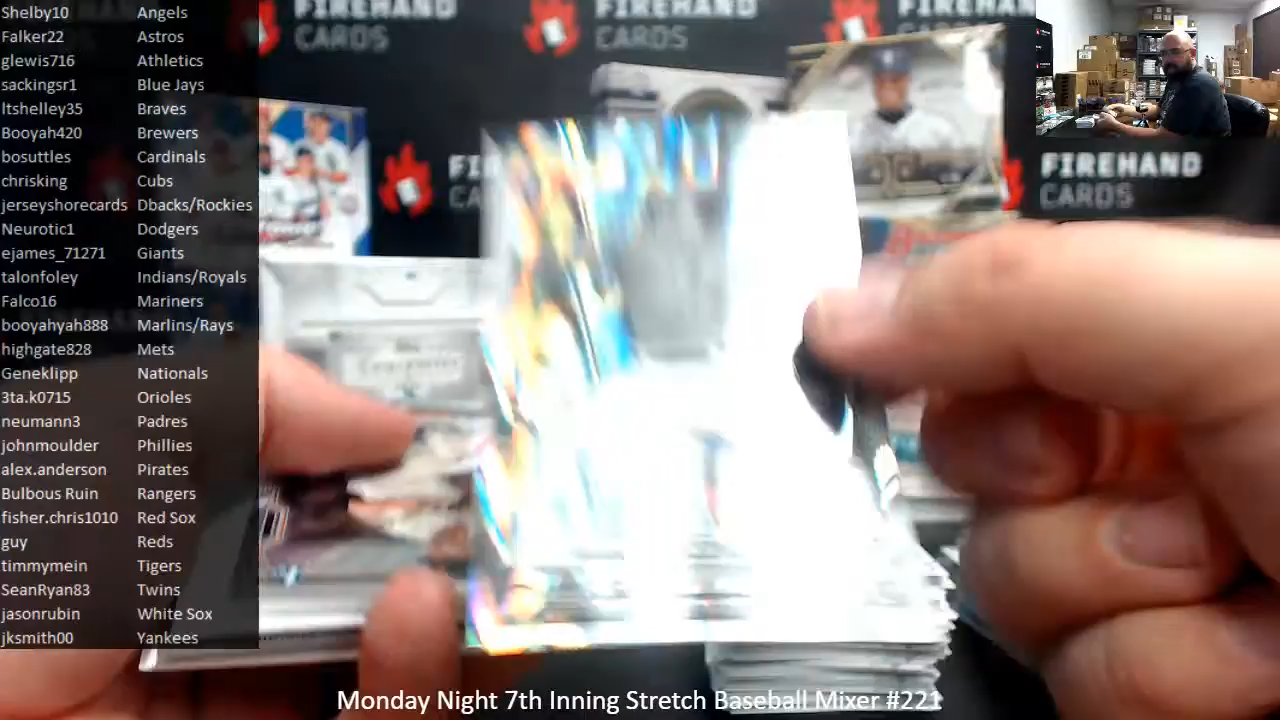 Shelby10 Angels
Falker22 Astros
glewis716 Athletics
sackingsr1 Blue Jays
ltshelley35 Braves
Booyah420 Brewers
bosuttles Cardinals
chrisking Cubs
jerseyshorecards Dbacks/Rockies
Neurotic1 Dodgers
ejames_71271 Giants
talonfoley Indians/Royals
Falco16 Mariners
booyahyah888 Marlins/Rays
highgate828 Mets
Geneklipp Nationals
3ta.k0715 Orioles
neumann3 Padres
johnmoulder Phillies
alex.anderson Pirates
Bulbous Ruin Rangers
fisher.chris1010 Red Sox
guy Reds
timmymein Tigers
SeanRyan83 Twins
jasonrubin White Sox
jksmith00 Yankees
FIREHAND
CARDS
FIREHAND
CARDS
FIREHAN
CARDS
FI
CA
FIREHAND
CARDS
Monday Night 7th Inning Stretch Baseball Mixer #221